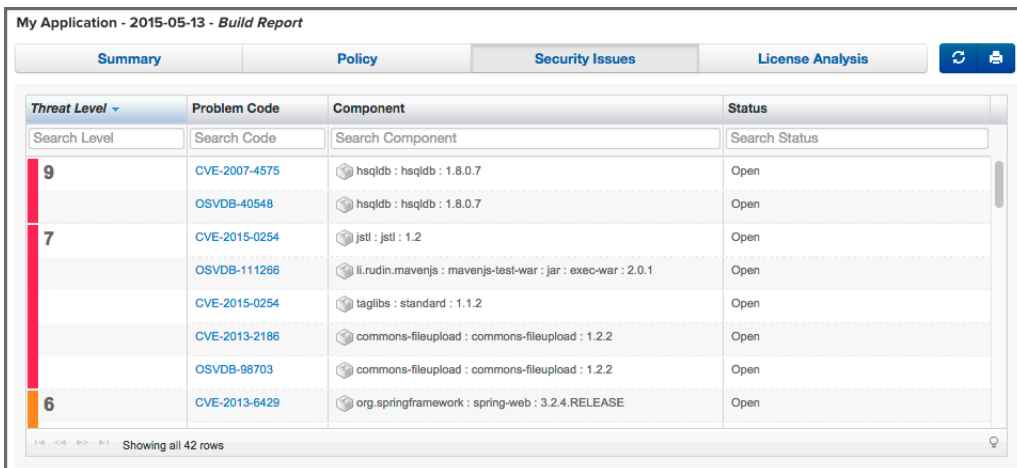 My Application - 2015-05-13 - Build Report
Summary Policy Security Issues License Analysis
Threat Level Problem Code Component Status
Search Level Search Code Search Component Search Status
9 CVE-2007-4575 hsqldb : hsqldb : 1.8.0.7 Open
OSVDB-40548 hsqldb : hsqldb : 1.8.0.7 Open
7 CVE-2015-0254 jstl : jstl : 1.2 Open
OSVDB-111266 li.rudin.mavenjs : mavenjs-test-war : jar : exec-war : 2.0.1 Open
CVE-2015-0254 taglibs : standard : 1.1.2 Open
CVE-2013-2186 commons-fileupload : commons-fileupload : 1.2.2 Open
OSVDB-98703 commons-fileupload : commons-fileupload : 1.2.2 Open
6 CVE-2013-6429 org.springframework : spring-web : 3.2.4.RELEASE Open
Showing all 42 rows